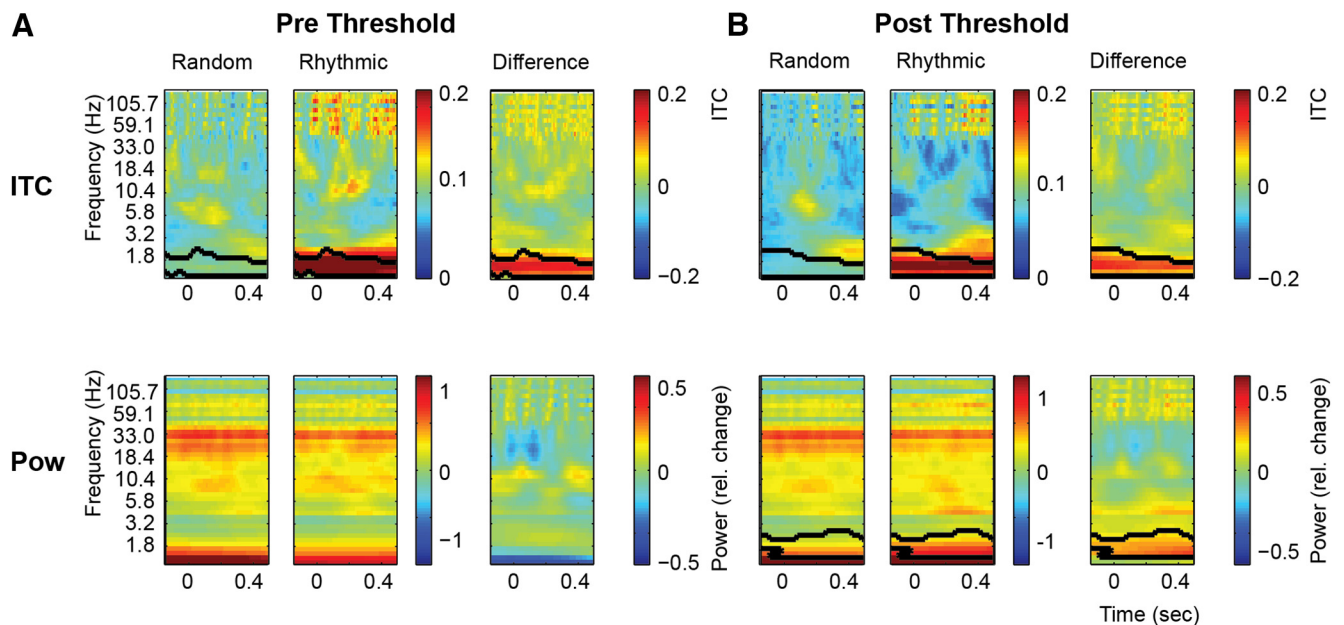 A Pre Threshold B Post Threshold
Random Rhythmic Difference Random Rhythmic Difference
ITC
Frequency (Hz)
105.7
59.1
33.0
18.4
10.4
5.8
3.2
1.8
0 0.4 0 0.4 0 0.4
0.2
0.1
0
0.2
0
−0.2
ITC
0 0.4 0 0.4 0 0.4
0.2
0.1
0
0.2
0
−0.2
ITC
Pow
Frequency (Hz)
105.7
59.1
33.0
18.4
10.4
5.8
3.2
1.8
0 0.4 0 0.4 0 0.4
1
0
−1
0.5
0
−0.5
Power (rel. change)
0 0.4 0 0.4 0 0.4
1
0
-1
0.5
0
−0.5
Power (rel. change)
Time (sec)